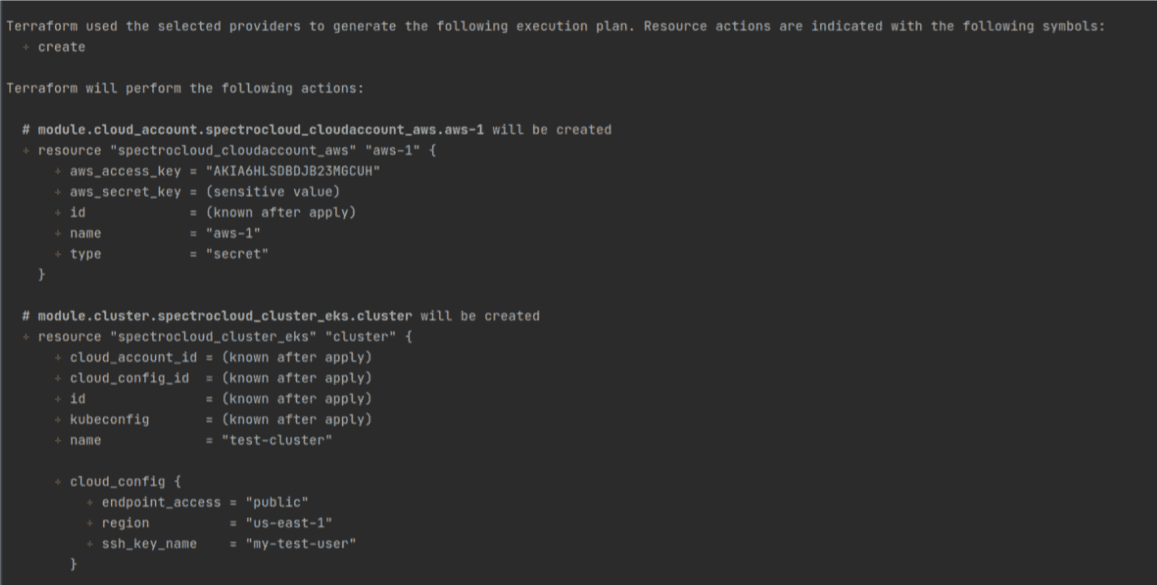 Terraform used the selected providers to generate the following execution plan. Resource actions are indicated with the following symbols:
  + create

Terraform will perform the following actions:

  # module.cloud_account.spectrocloud_cloudaccount_aws.aws-1 will be created
  + resource "spectrocloud_cloudaccount_aws" "aws-1" {
      + aws_access_key = "AKIA6HLSDBDJB23MGCUH"
      + aws_secret_key = (sensitive value)
      + id             = (known after apply)
      + name           = "aws-1"
      + type           = "secret"
    }

  # module.cluster.spectrocloud_cluster_eks.cluster will be created
  + resource "spectrocloud_cluster_eks" "cluster" {
      + cloud_account_id = (known after apply)
      + cloud_config_id  = (known after apply)
      + id               = (known after apply)
      + kubeconfig       = (known after apply)
      + name             = "test-cluster"

      + cloud_config {
          + endpoint_access = "public"
          + region          = "us-east-1"
          + ssh_key_name    = "my-test-user"
        }